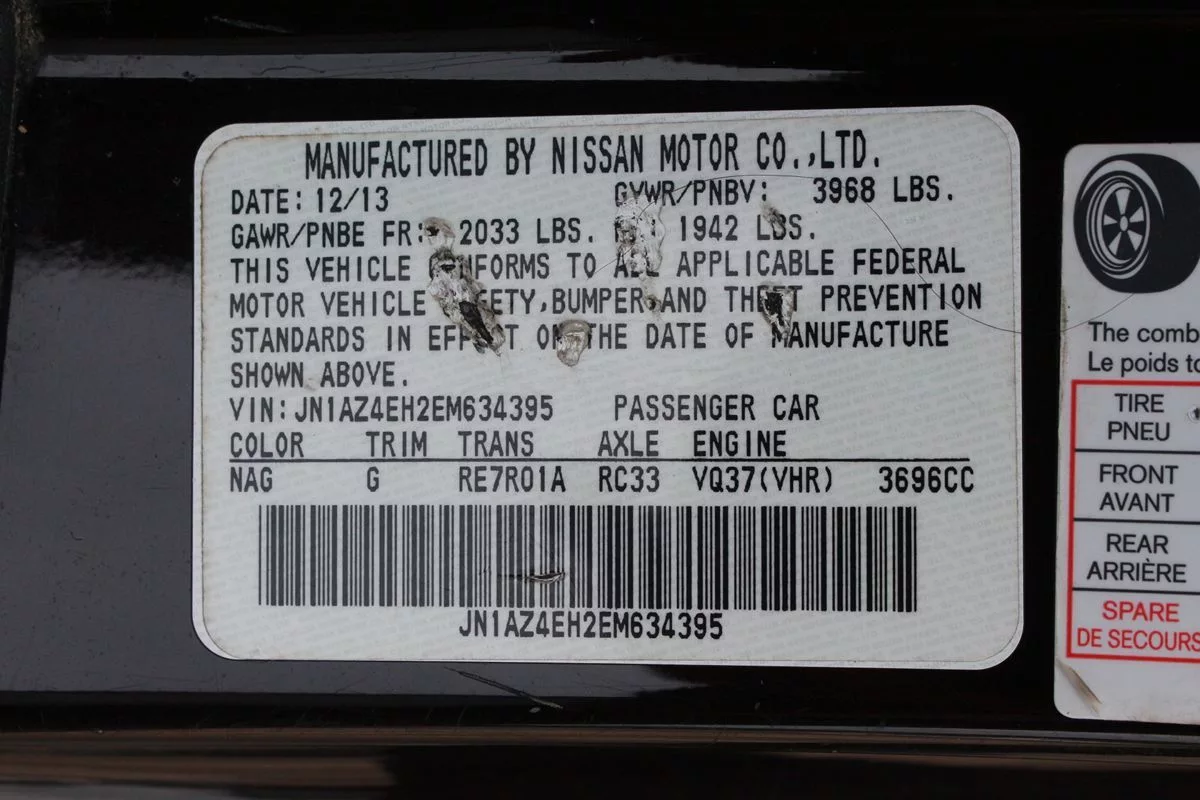 MANUFACTURED BY NISSAN MOTOR CO.,LTD.
DATE: 12/13 GVWR/PNBV: 3968 LBS.
GAWR/PNBE FR: 2033 LBS. 1942 LBS.
THIS VEHICLE CONFORMS TO ALL APPLICABLE FEDERAL
MOTOR VEHICLE SAFETY,BUMPER AND THEFT PREVENTION
STANDARDS IN EFFECT ON THE DATE OF MANUFACTURE
SHOWN ABOVE.
VIN: JN1AZ4EH2EM634395 PASSENGER CAR
COLOR TRIM TRANS AXLE ENGINE
NAG G RE7R01A RC33 VQ37(VHR) 3696CC
JN1AZ4EH2EM634395
The comb
Le poids to
TIRE
PNEU
FRONT
AVANT
REAR
ARRIÈRE
SPARE
DE SECOURS